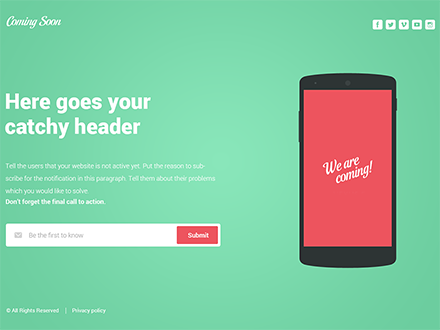 Coming Soon
Here goes your
catchy header
Tell the users that your website is not active yet. Put the reason to sub-
scribe for the notification in this paragraph. Tell them about their problems
which you would like to solve.
Don't forget the final call to action.
Be the first to know
Submit
We are
coming!
© All Rights Reserved | Privacy policy